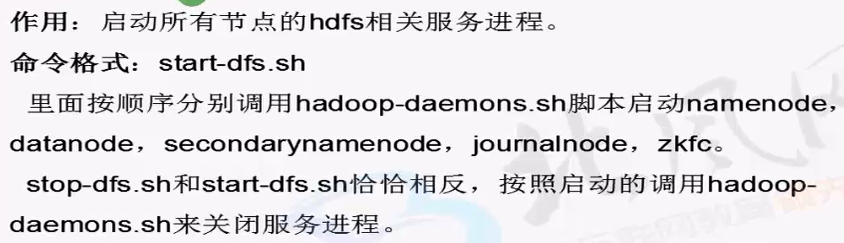 作用：启动所有节点的hdfs相关服务进程。
命令格式：start-dfs.sh
里面按顺序分别调用hadoop-daemons.sh脚本启动namenode，
datanode，secondarynamenode，journalnode，zkfc。
stop-dfs.sh和start-dfs.sh恰恰相反，按照启动的调用hadoop-
daemons.sh来关闭服务进程。